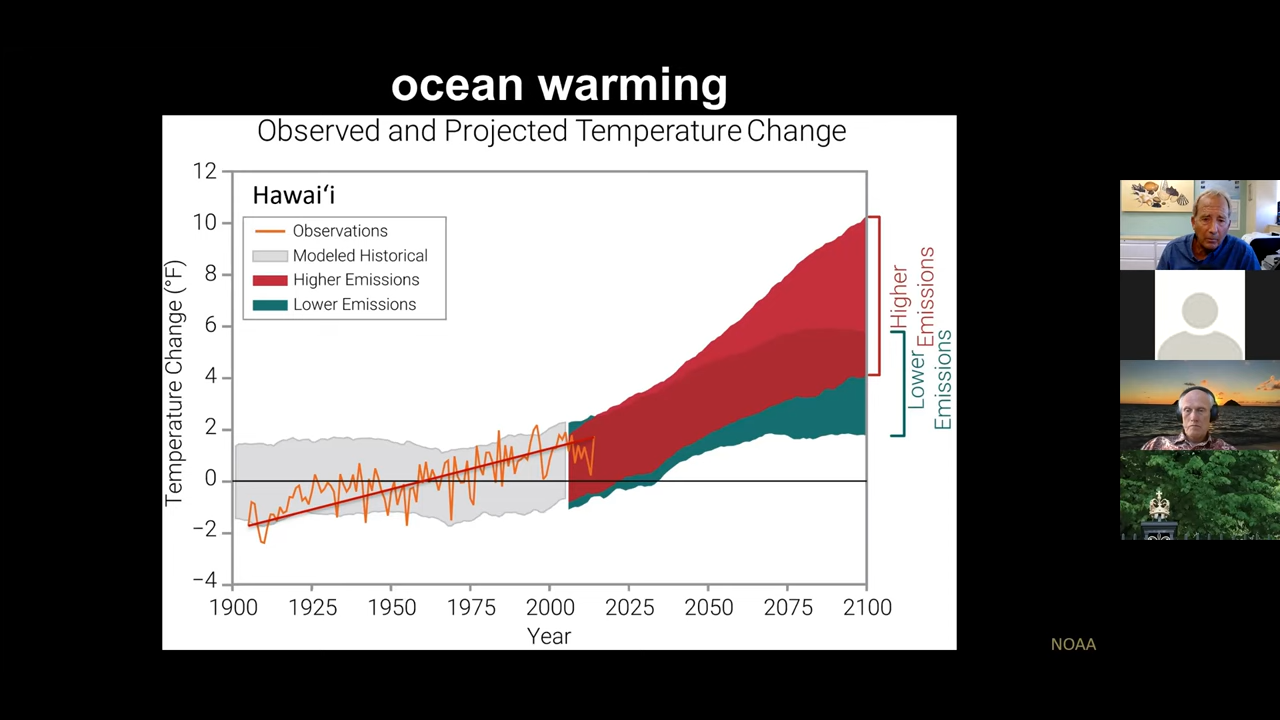 ocean warming
Observed and Projected Temperature Change
Hawaiʻi
Observations
Modeled Historical
Higher Emissions
Lower Emissions
Temperature Change (°F)
12
10
8
6
4
2
0
−2
−4
1900 1925 1950 1975 2000 2025 2050 2075 2100
Year
Higher
Emissions
Lower
Emissions
NOAA